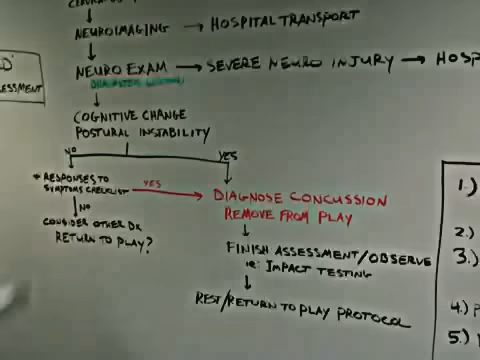 NEUROIMAGING → HOSPITAL TRANSPORT
NEURO EXAM → SEVERE NEURO INJURY → HOSP
ESSMENT
COGNITIVE CHANGE
POSTURAL INSTABILITY
NO YES
* RESPONSES TO
SYMPTOMS CHECKLIST YES DIAGNOSE CONCUSSION
REMOVE FROM PLAY
NO
CONSIDER OTHER DX
RETURN TO PLAY?
FINISH ASSESSMENT/OBSERVE
IMPACT TESTING
REST/RETURN TO PLAY PROTOCOL
1.)
2.)
3.)
4.) P
5.)